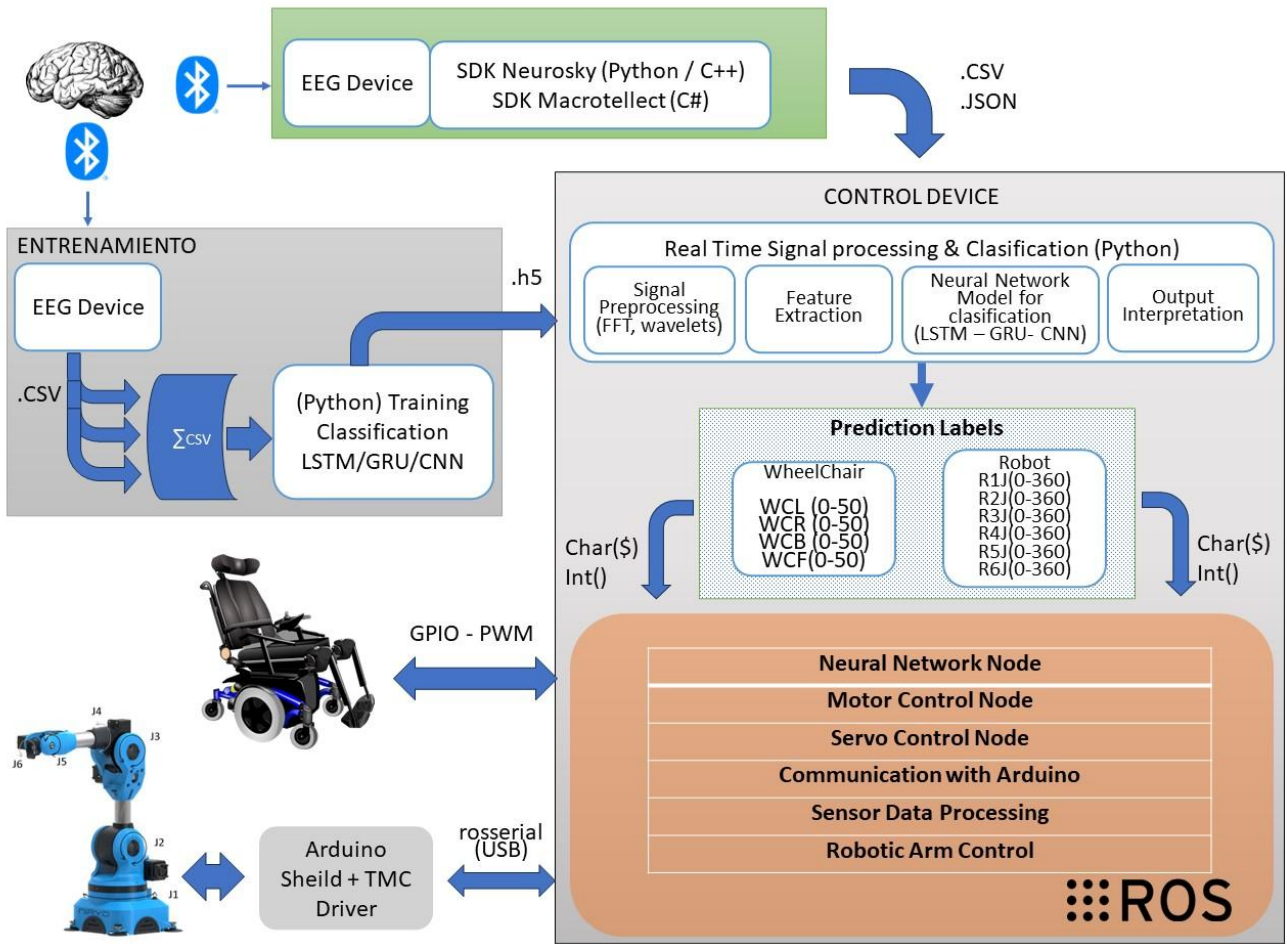 EEG Device
SDK Neurosky (Python / C++)
SDK Macrotellect (C#)
.CSV
.JSON
ENTRENAMIENTO
EEG Device
.CSV
∑CSV
(Python) Training
Classification
LSTM/GRU/CNN
.h5
CONTROL DEVICE
Real Time Signal processing & Clasification (Python)
Signal
Preprocessing
(FFT, wavelets)
Feature
Extraction
Neural Network
Model for
clasification
(LSTM – GRU- CNN)
Output
Interpretation
Prediction Labels
WheelChair
WCL (0-50)
WCR (0-50)
WCB (0-50)
WCF(0-50)
Robot
R1J(0-360)
R2J(0-360)
R3J(0-360)
R4J(0-360)
R5J(0-360)
R6J(0-360)
Char($)
Int()
Char($)
Int()
GPIO - PWM
Neural Network Node
Motor Control Node
Servo Control Node
Communication with Arduino
Sensor Data Processing
Robotic Arm Control
ROS
J4
J3
J6
J5
J2
J1
Arduino
Sheild + TMC
Driver
rosserial
(USB)